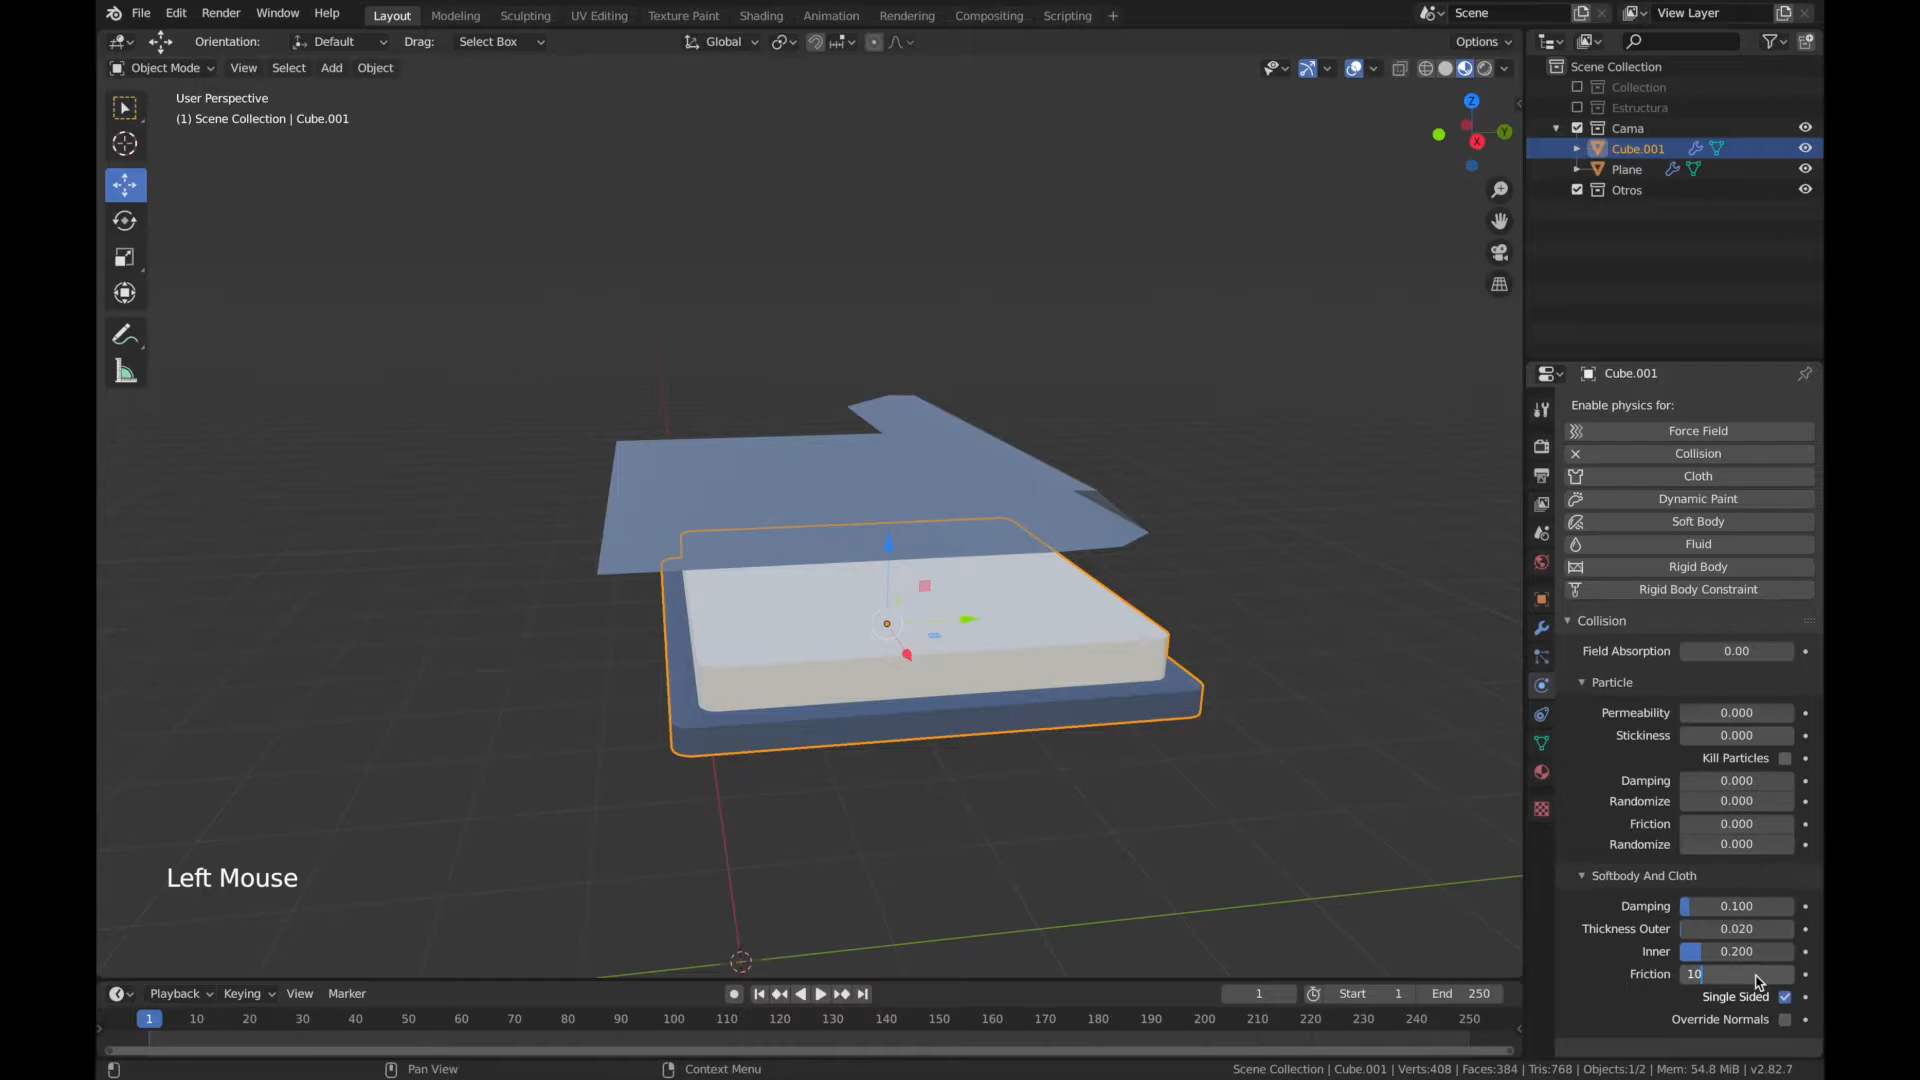 File Edit Render Window Help Layout Modeling Sculpting UV Editing Texture Paint Shading Animation Rendering Compositing Scripting + Scene View Layer
Orientation: Default Drag: Select Box Global Options
Object Mode View Select Add Object
User Perspective
(1) Scene Collection | Cube.001
Z
Y
X
Scene Collection
Collection
Estructura
Cama
Cube.001
Plane
Otros
Cube.001
Enable physics for:
Force Field
Collision
Cloth
Dynamic Paint
Soft Body
Fluid
Rigid Body
Rigid Body Constraint
Collision
Field Absorption 0.00
Particle
Permeability 0.000
Stickiness 0.000
Kill Particles
Damping 0.000
Randomize 0.000
Friction 0.000
Randomize 0.000
Softbody And Cloth
Damping 0.100
Thickness Outer 0.020
Inner 0.200
Friction 10
Single Sided
Override Normals
Left Mouse
Playback Keying View Marker 1 Start 1 End 250
1 10 20 30 40 50 60 70 80 90 100 110 120 130 140 150 160 170 180 190 200 210 220 230 240 250
Pan View Context Menu Scene Collection | Cube.001 | Verts:408 | Faces:384 | Tris:768 | Objects:1/2 | Mem: 54.8 MiB | v2.82.7